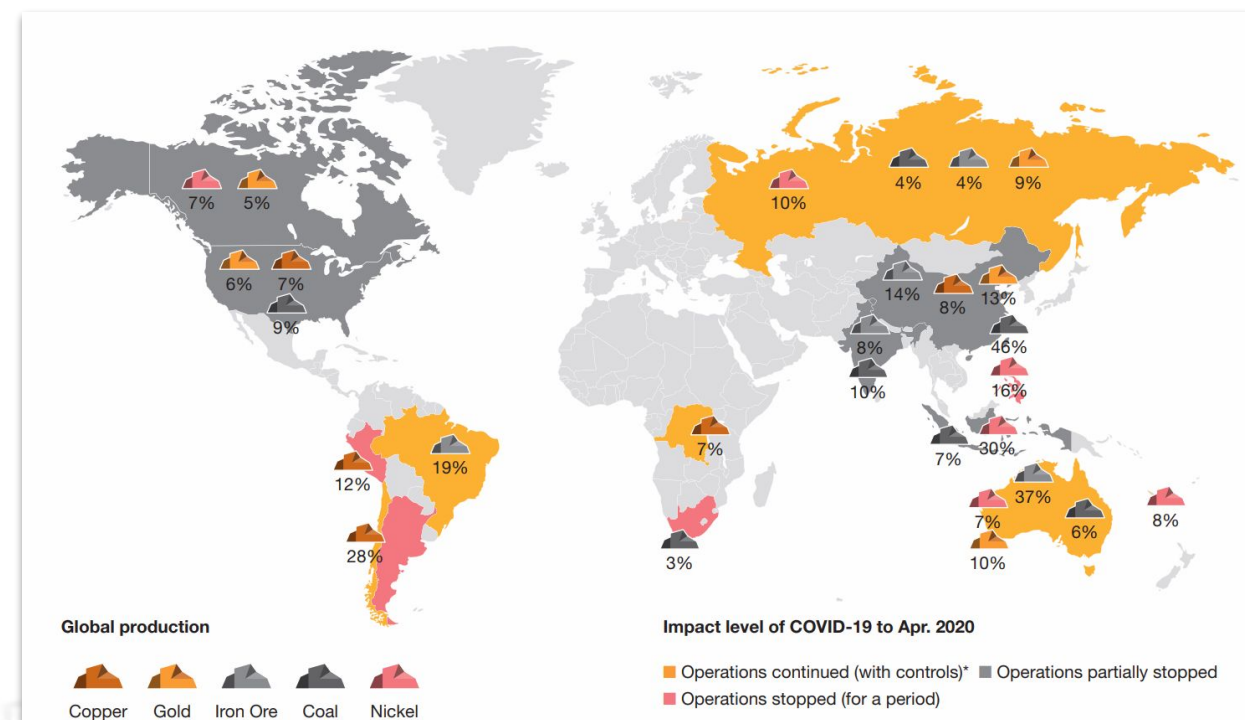 7% 5%
4% 4% 9%
10%
6% 7%
9%
14% 8% 13%
8% 46%
10% 16%
7% 30%
12% 19%
7%
37%
7% 6% 8%
28%
3% 10%
Global production
Copper Gold Iron Ore Coal Nickel
Impact level of COVID-19 to Apr. 2020
Operations continued (with controls)* Operations partially stopped
Operations stopped (for a period)